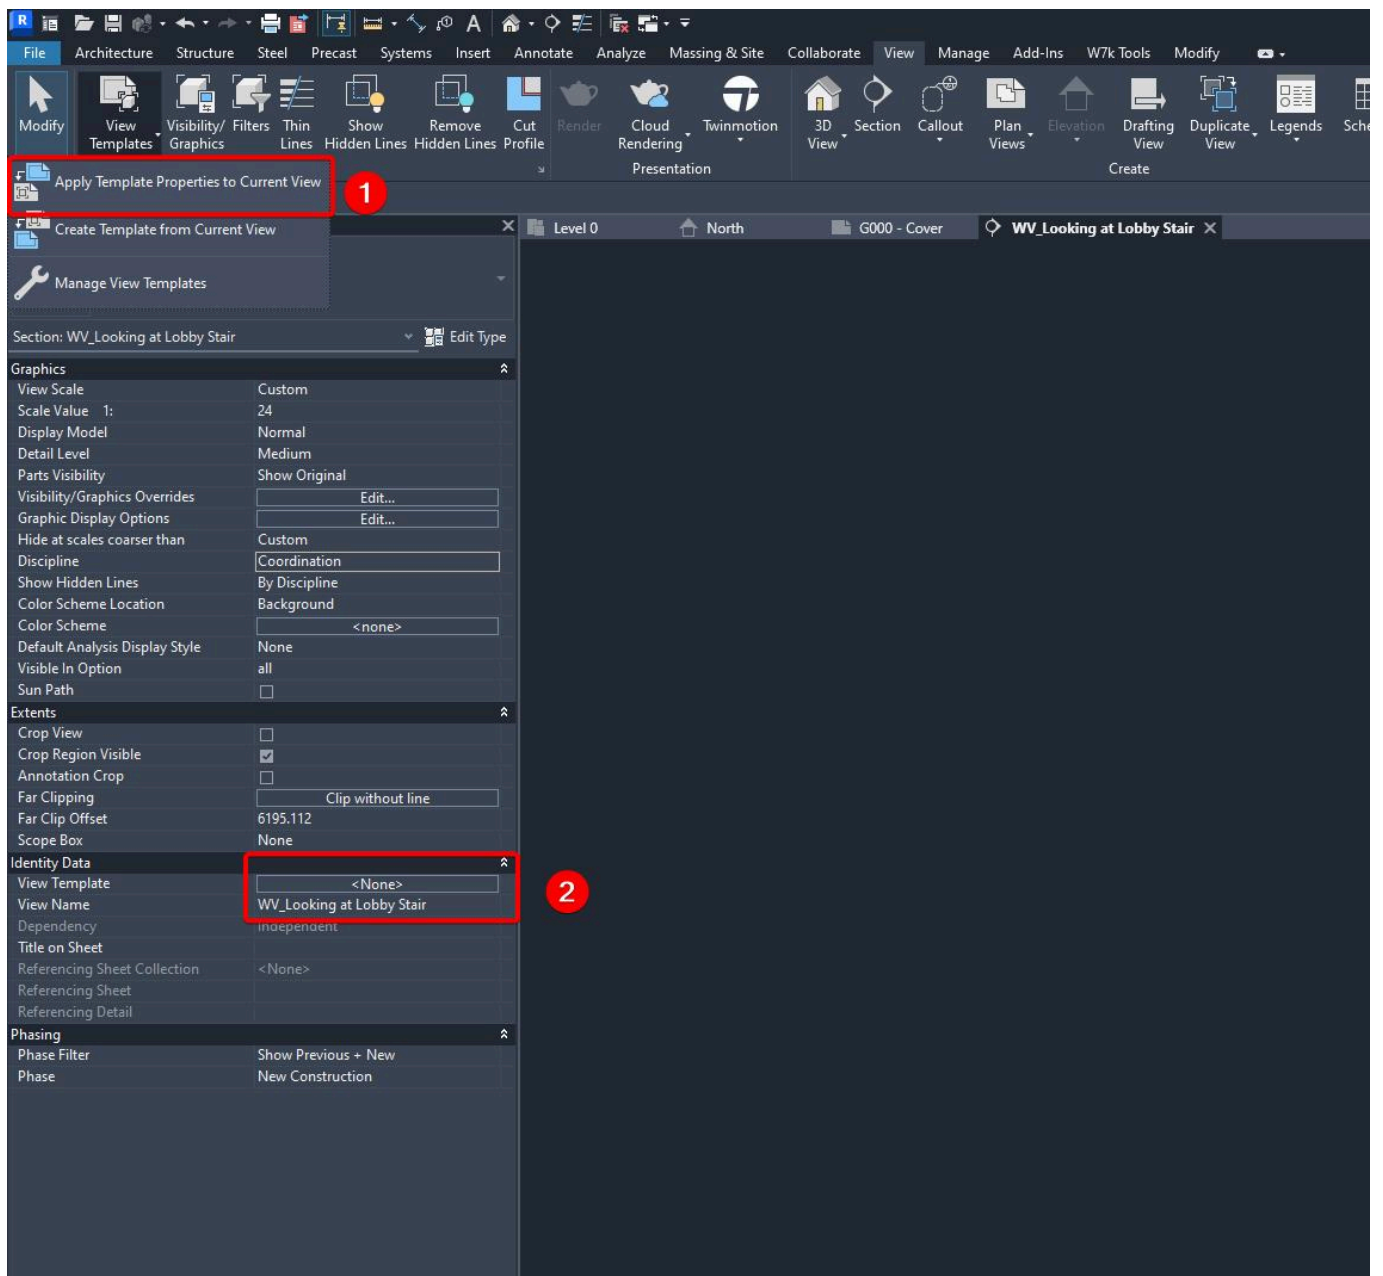 R
A
File Architecture Structure Steel Precast Systems Insert Annotate Analyze Massing & Site Collaborate View Manage Add-Ins W7k Tools Modify
Modify
View Templates
Visibility/ Graphics
Filters
Thin Lines
Show Hidden Lines
Remove Hidden Lines
Cut Profile
Render
Cloud Rendering
Twinmotion
3D View
Section
Callout
Plan Views
Elevation
Drafting View
Duplicate View
Legends
Sche
Presentation
Create
Apply Template Properties to Current View
1
Create Template from Current View
Manage View Templates
Level 0 North G000 - Cover WV_Looking at Lobby Stair
Section: WV_Looking at Lobby Stair Edit Type
Graphics
View Scale Custom
Scale Value 1: 24
Display Model Normal
Detail Level Medium
Parts Visibility Show Original
Visibility/Graphics Overrides Edit...
Graphic Display Options Edit...
Hide at scales coarser than Custom
Discipline Coordination
Show Hidden Lines By Discipline
Color Scheme Location Background
Color Scheme <none>
Default Analysis Display Style None
Visible In Option all
Sun Path
Extents
Crop View
Crop Region Visible
Annotation Crop
Far Clipping Clip without line
Far Clip Offset 6195.112
Scope Box None
Identity Data
View Template <None>
2
View Name WV_Looking at Lobby Stair
Dependency Independent
Title on Sheet
Referencing Sheet Collection <None>
Referencing Sheet
Referencing Detail
Phasing
Phase Filter Show Previous + New
Phase New Construction